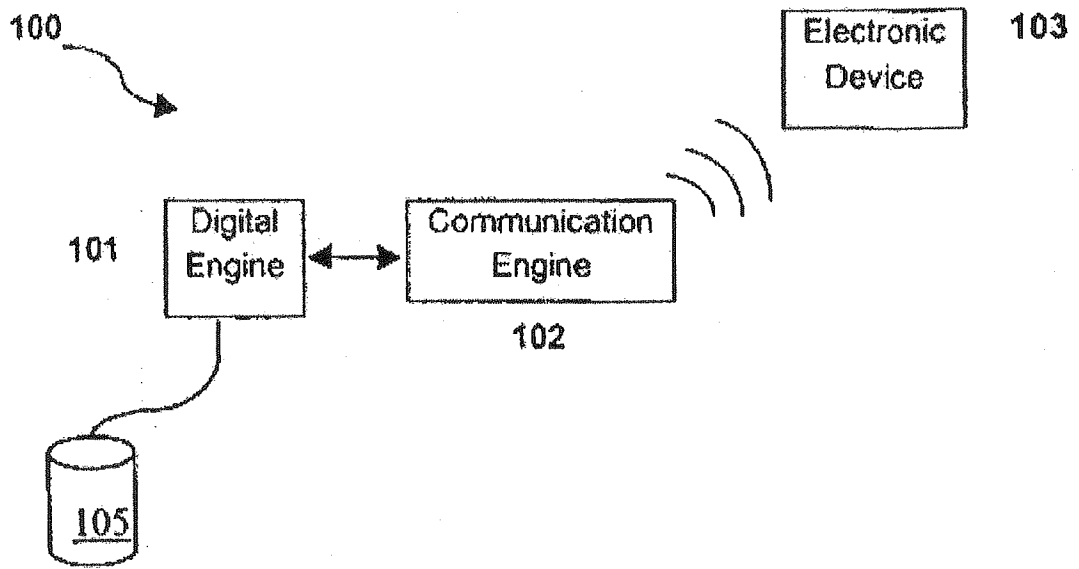 100
Electronic
Device
103
101
Digital
Engine
Communication
Engine
102
105